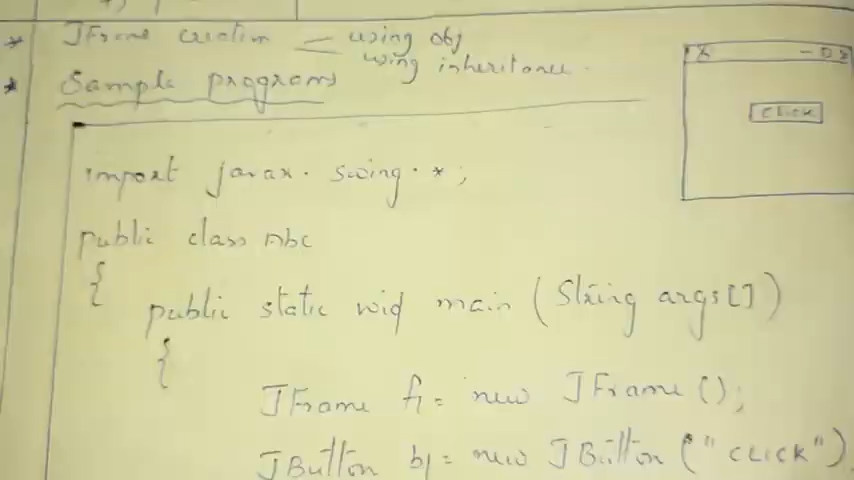 * JFrame creation — using obj
using inheritance.
* Sample programs
X - □ X
CLICK
import javax.swing.*;
public class Abc
{
public static void main (String args[])
{
JFrame f1 = new JFrame ();
JButton b1 = new JButton ("CLICK")